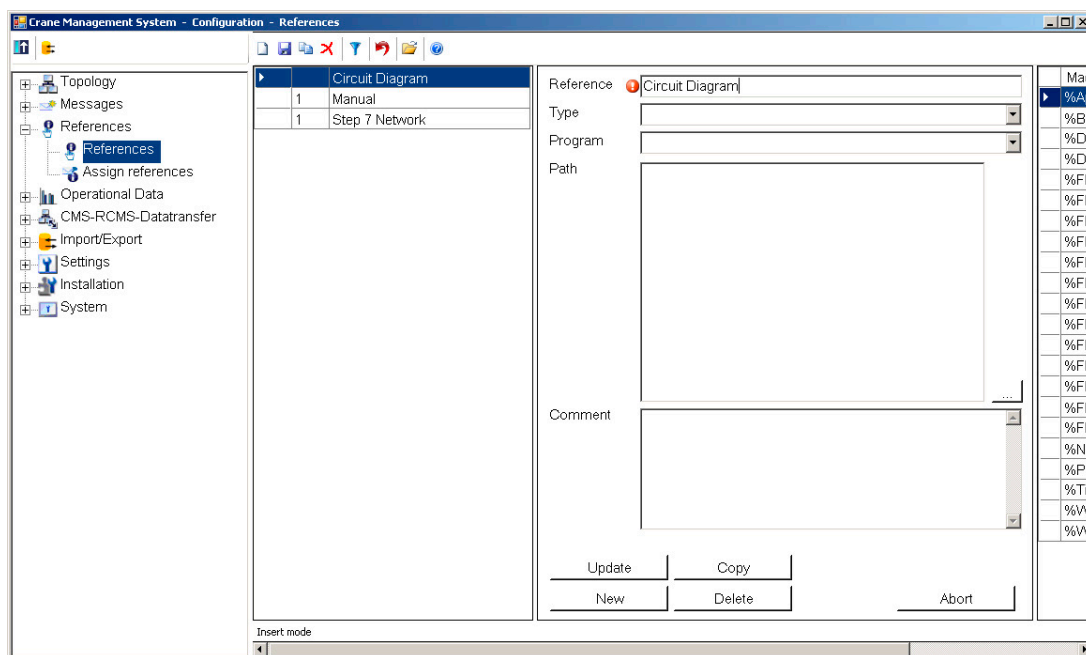 Crane Management System - Configuration - References
Topology
Messages
References
References
Assign references
Operational Data
CMS-RCMS-Datatransfer
Import/Export
Settings
Installation
System
Circuit Diagram
1 Manual
1 Step 7 Network
Reference Circuit Diagram
Type
Program
Path
...
Comment
Update Copy
New Delete Abort
Insert mode